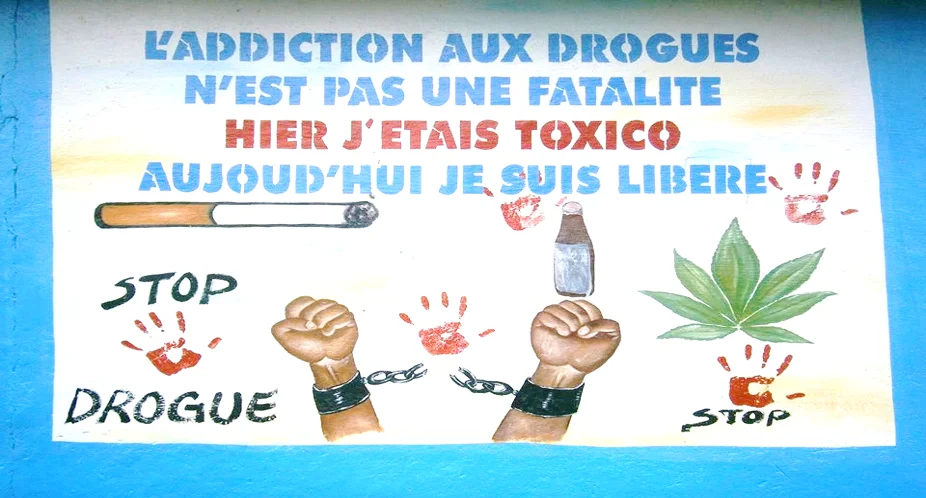 L'ADDICTION AUX DROGUES
N'EST PAS UNE FATALITE
HIER J'ETAIS TOXICO
AUJOUD'HUI JE SUIS LIBERE
STOP
DROGUE
STOP